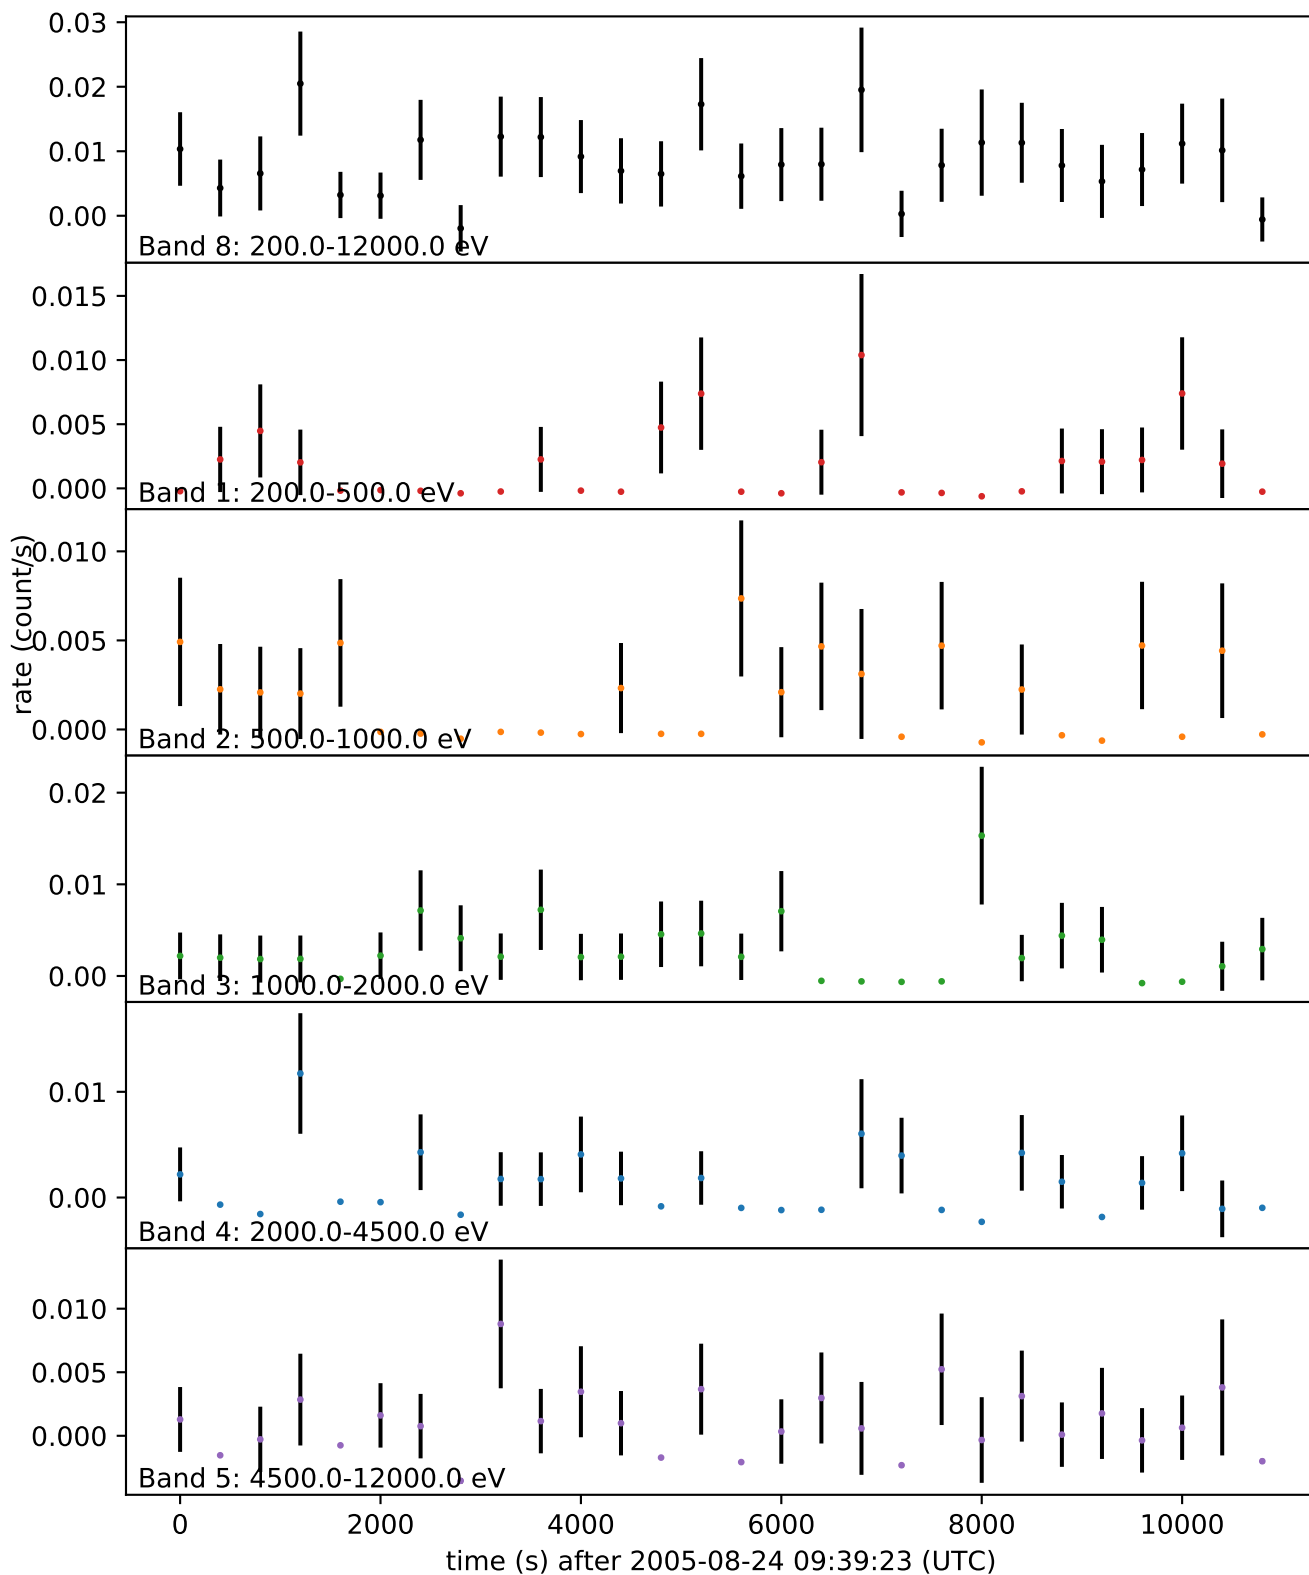 0.03
0.02
0.01
0.00
Band 8: 200.0-12000.0 eV
0.015
0.010
0.005
0.000
Band 1: 200.0-500.0 eV
rate (count/s)
0.010
0.005
0.000
Band 2: 500.0-1000.0 eV
0.02
0.01
0.00
Band 3: 1000.0-2000.0 eV
0.01
0.00
Band 4: 2000.0-4500.0 eV
0.010
0.005
0.000
Band 5: 4500.0-12000.0 eV
0 2000 4000 6000 8000 10000
time (s) after 2005-08-24 09:39:23 (UTC)